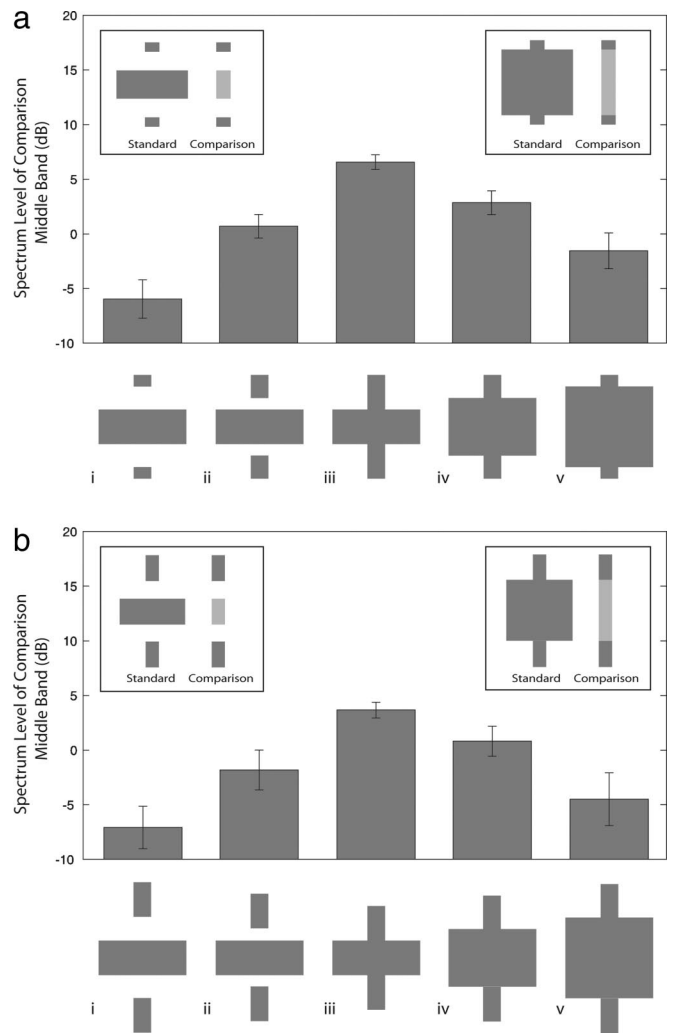 a
20
15
10
5
0
-5
-10
Spectrum Level of Comparison
Middle Band (dB)
Standard Comparison
Standard Comparison
i ii iii iv v
b
20
15
10
5
0
-5
-10
Spectrum Level of Comparison
Middle Band (dB)
Standard Comparison
Standard Comparison
i ii iii iv v